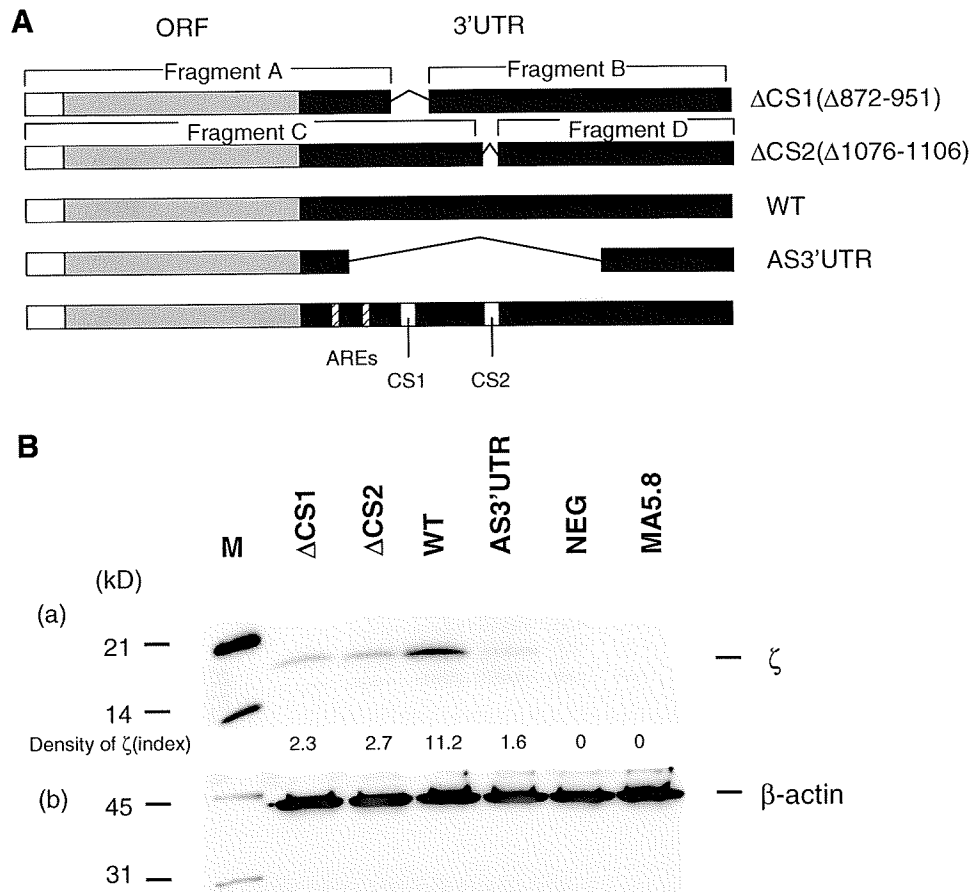 A
ORF
3'UTR
Fragment A
Fragment B
ΔCS1(Δ872-951)
Fragment C
Fragment D
ΔCS2(Δ1076-1106)
WT
AS3'UTR
AREs
CS1
CS2
B
M
ΔCS1
ΔCS2
WT
AS3'UTR
NEG
MA5.8
(kD)
(a)
21
ζ
14
Density of ζ(index)
2.3
2.7
11.2
1.6
0
0
(b)
45
β-actin
31